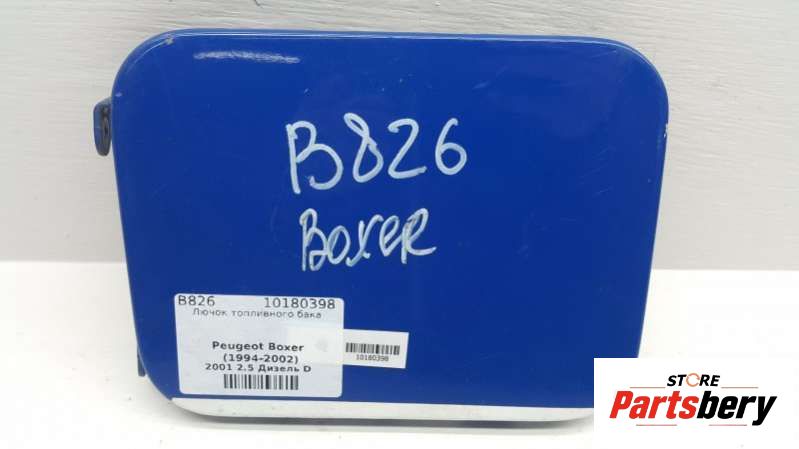 B826
BOXER
B826 10180398
Лючок топливного бака
Peugeot Boxer
(1994-2002)
2001 2.5 Дизель D
10180398
STORE
Partsbery